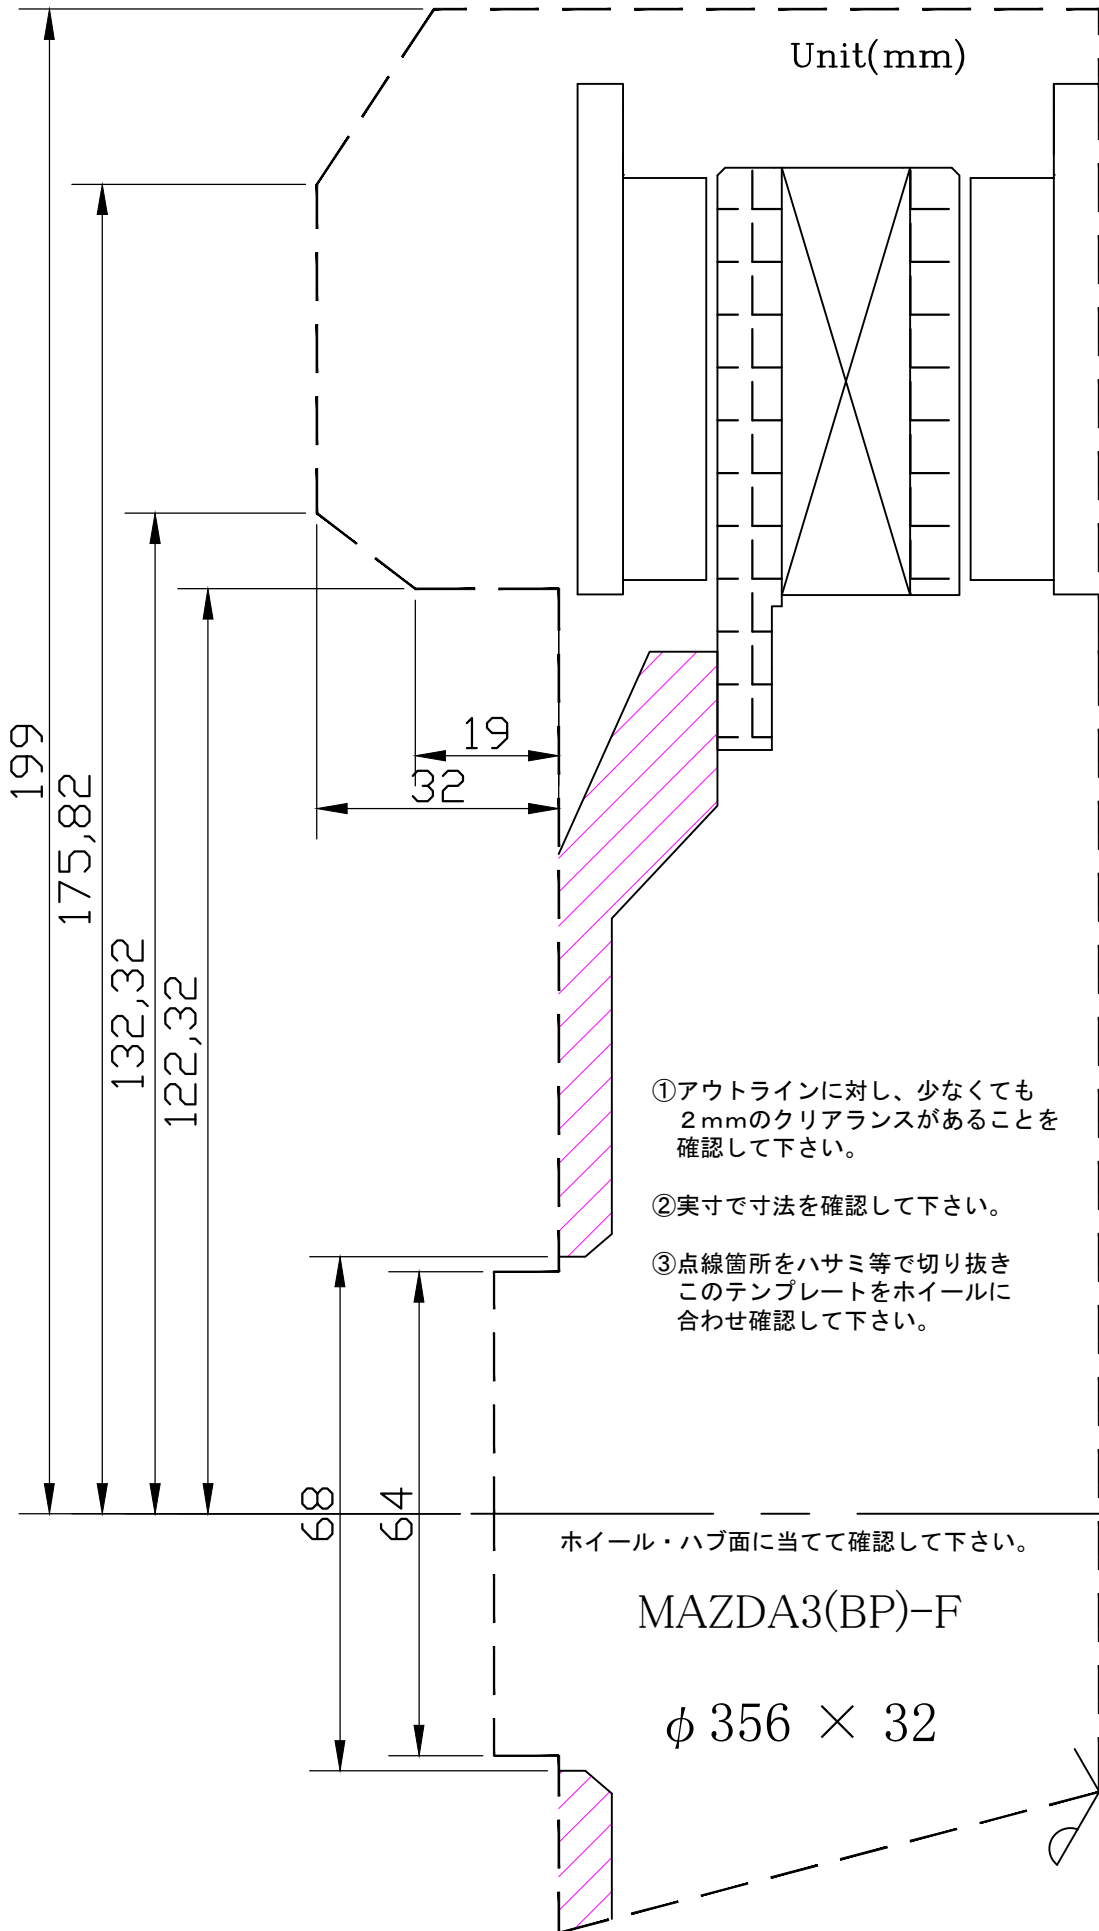 Unit(mm)
199
175,82
132,32
122,32
19
32
①アウトラインに対し、少なくても
２mmのクリアランスがあることを
確認して下さい。
②実寸で寸法を確認して下さい。
③点線箇所をハサミ等で切り抜き
このテンプレートをホイールに
合わせ確認して下さい。
68
64
ホイール・ハブ面に当てて確認して下さい。
MAZDA3(BP)-F
φ 356 × 32